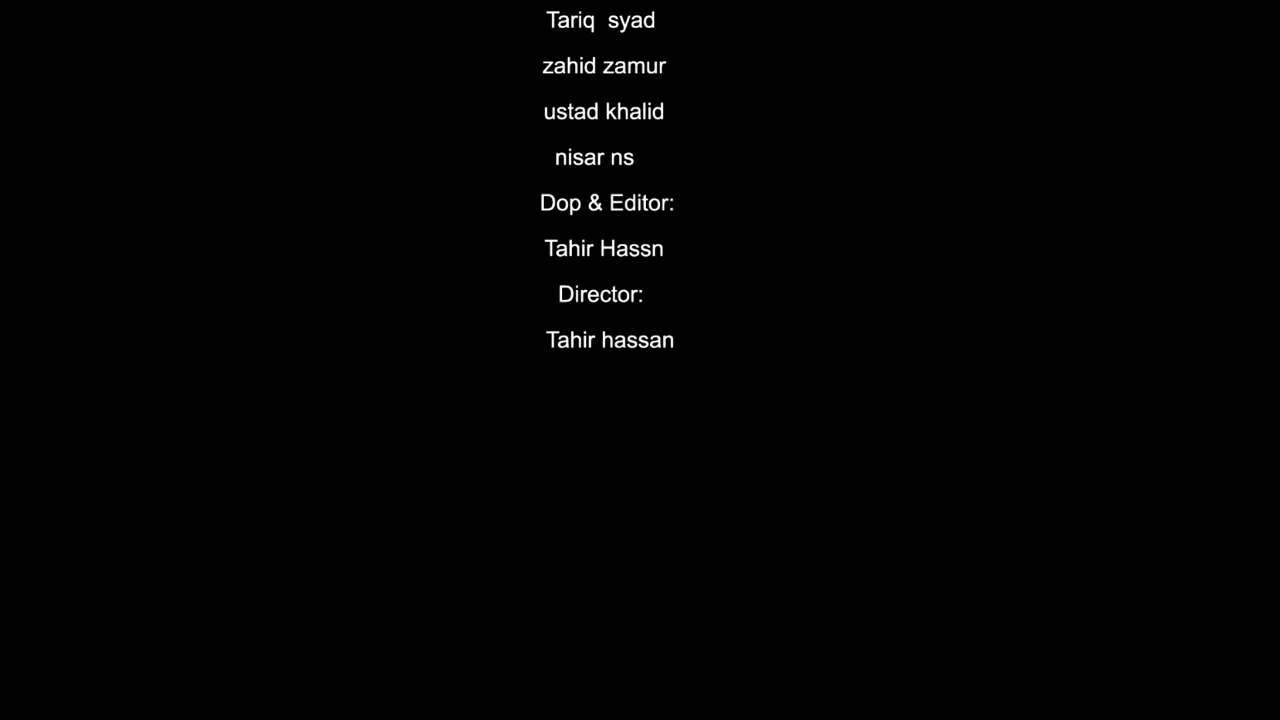 Tariq  syad
zahid zamur
ustad khalid
nisar ns
Dop & Editor:
Tahir Hassn
Director:
Tahir hassan